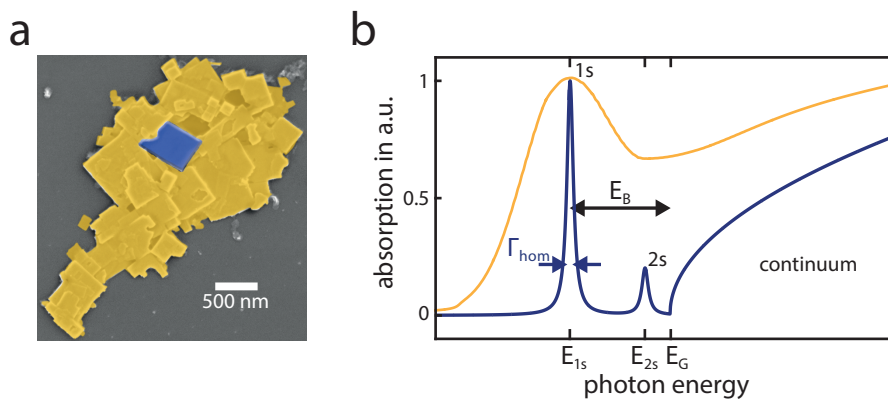 a
500 nm
b
absorption in a.u.
1
0.5
0
1s
E_B
Γ_hom
2s
continuum
E_1s
E_2s
E_G
photon energy